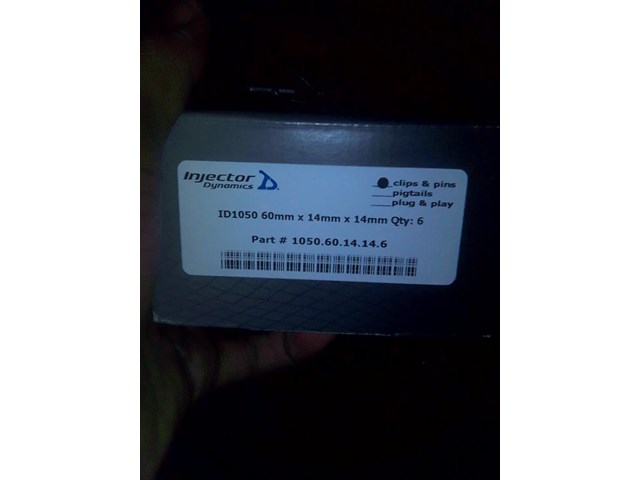 Injector
Dynamics
clips & pins
pigtails
plug & play
ID1050 60mm x 14mm x 14mm Qty: 6
Part # 1050.60.14.14.6